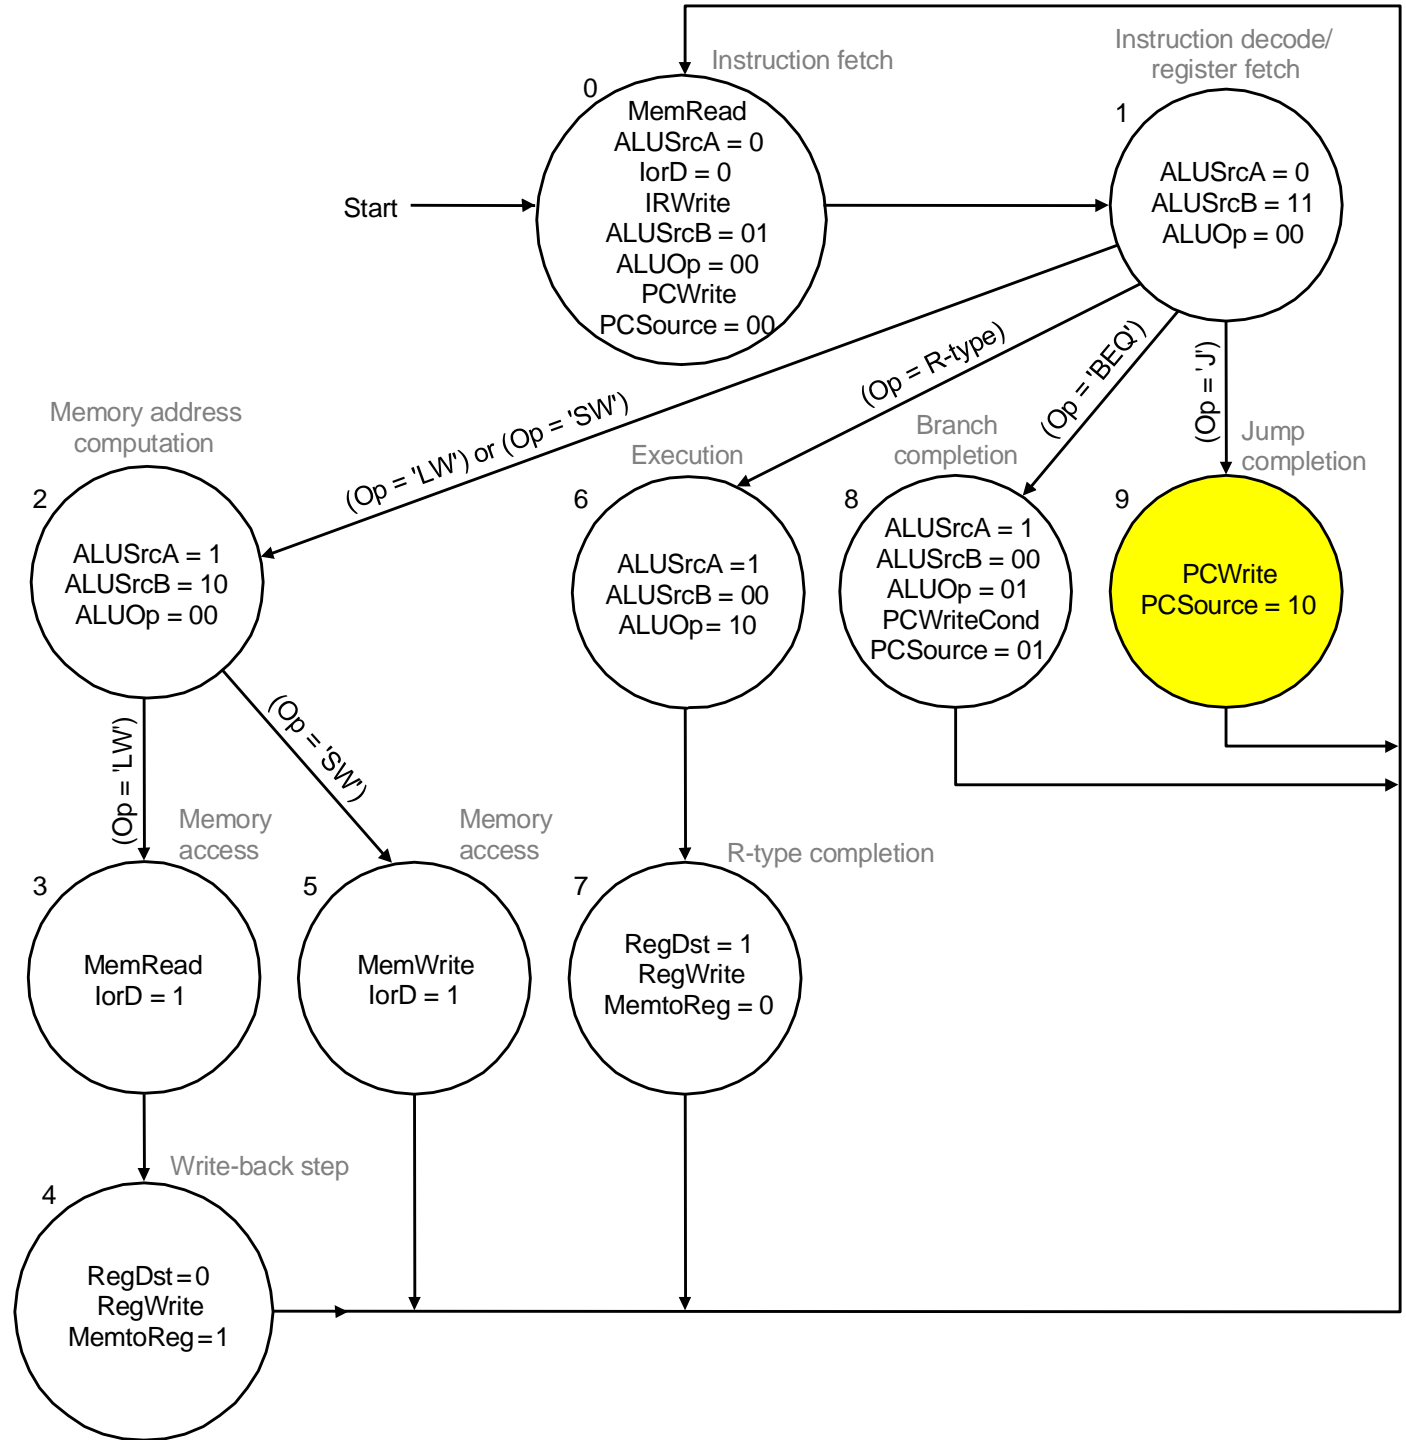 Instruction fetch
Instruction decode/
register fetch
0
MemRead
ALUSrcA = 0
IorD = 0
IRWrite
ALUSrcB = 01
ALUOp = 00
PCWrite
PCSource = 00
Start
1
ALUSrcA = 0
ALUSrcB = 11
ALUOp = 00
(Op = 'LW') or (Op = 'SW')
(Op = R-type)
(Op = 'BEQ')
(Op = 'J')
Memory address
computation
2
ALUSrcA = 1
ALUSrcB = 10
ALUOp = 00
Execution
6
ALUSrcA =1
ALUSrcB = 00
ALUOp= 10
Branch
completion
8
ALUSrcA = 1
ALUSrcB = 00
ALUOp = 01
PCWriteCond
PCSource = 01
Jump
completion
9
PCWrite
PCSource = 10
(Op = 'LW')
(Op = 'SW')
Memory
access
3
MemRead
IorD = 1
Memory
access
5
MemWrite
IorD = 1
R-type completion
7
RegDst = 1
RegWrite
MemtoReg = 0
Write-back step
4
RegDst=0
RegWrite
MemtoReg=1